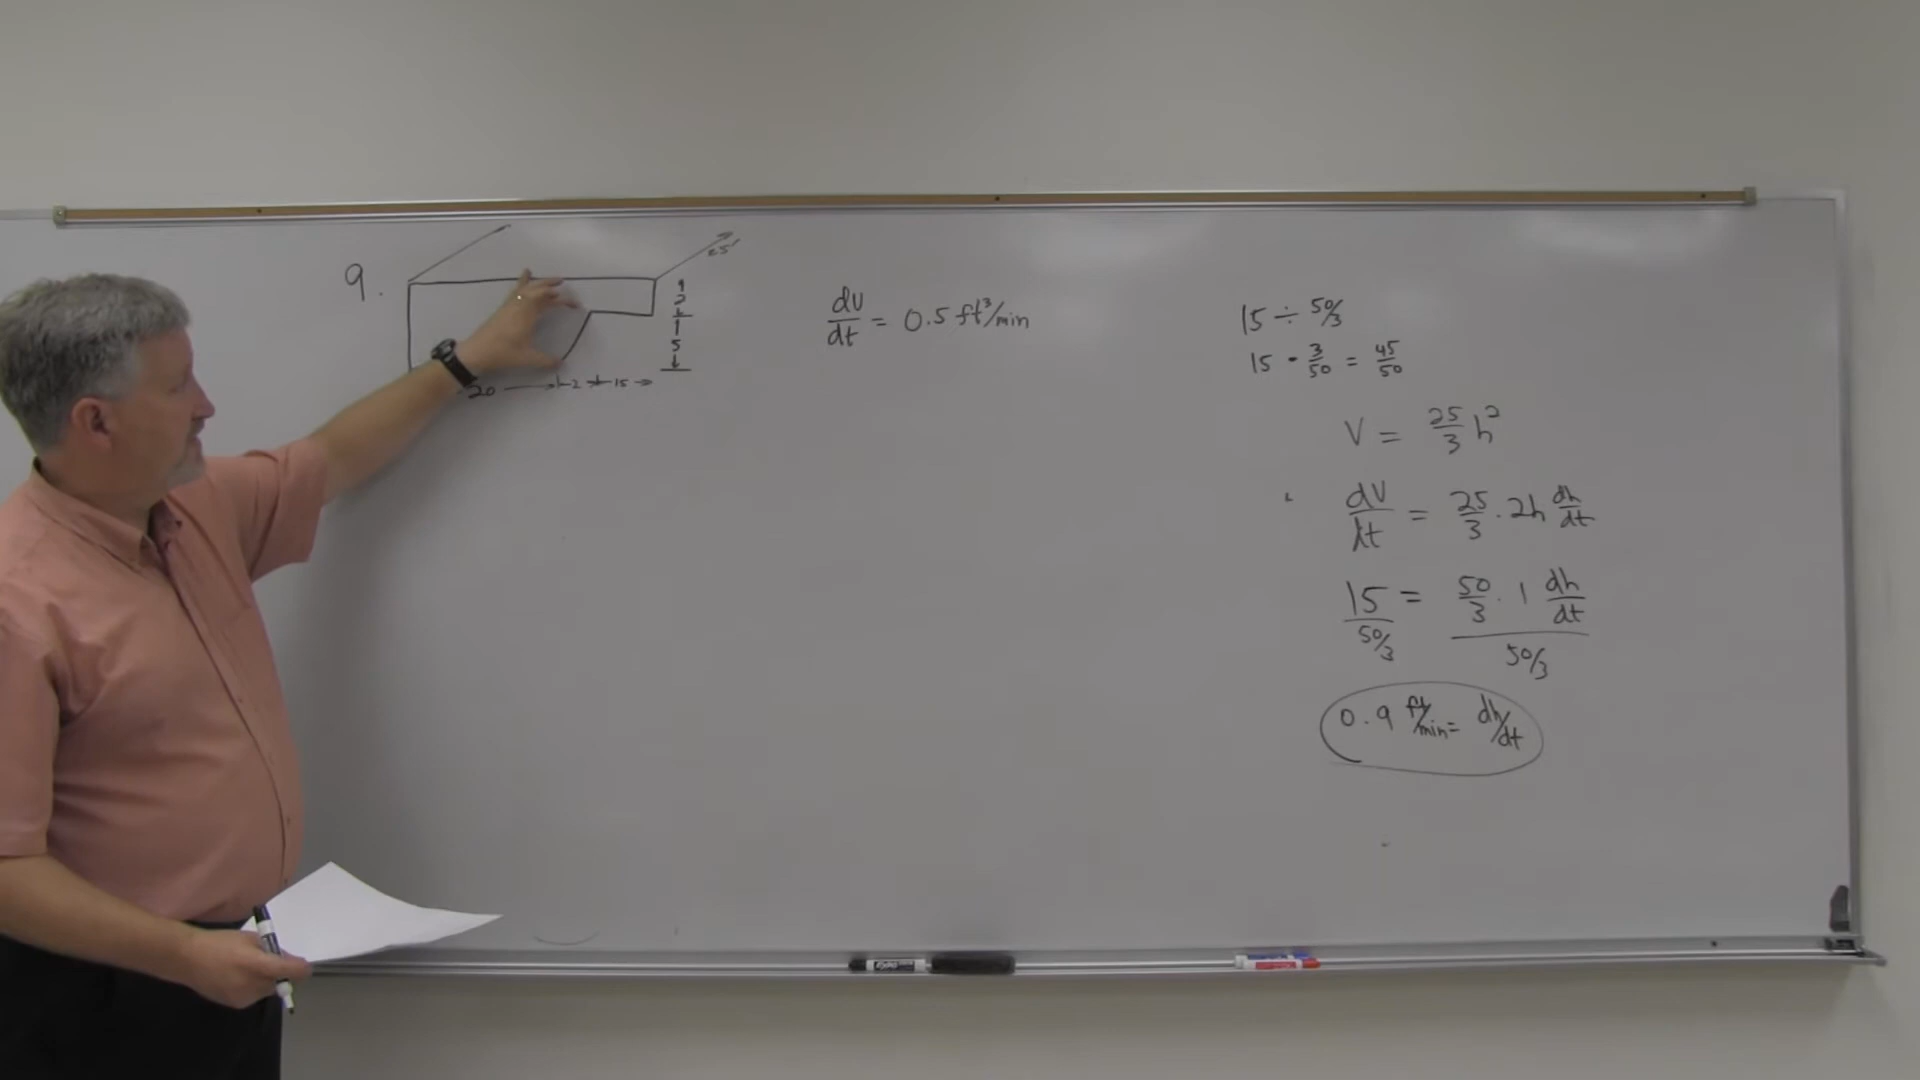 9.
25'
2
5
20
2
15
dV/dt = 0.5 ft³/min
15 ÷ 50/3
15 · 3/50 = 45/50
V = 25/3 h²
dV/dt = 25/3 · 2h dh/dt
15 = 50/3 · 1 dh/dt
50/3 50/3
0.9 ft/min = dh/dt
EXPO